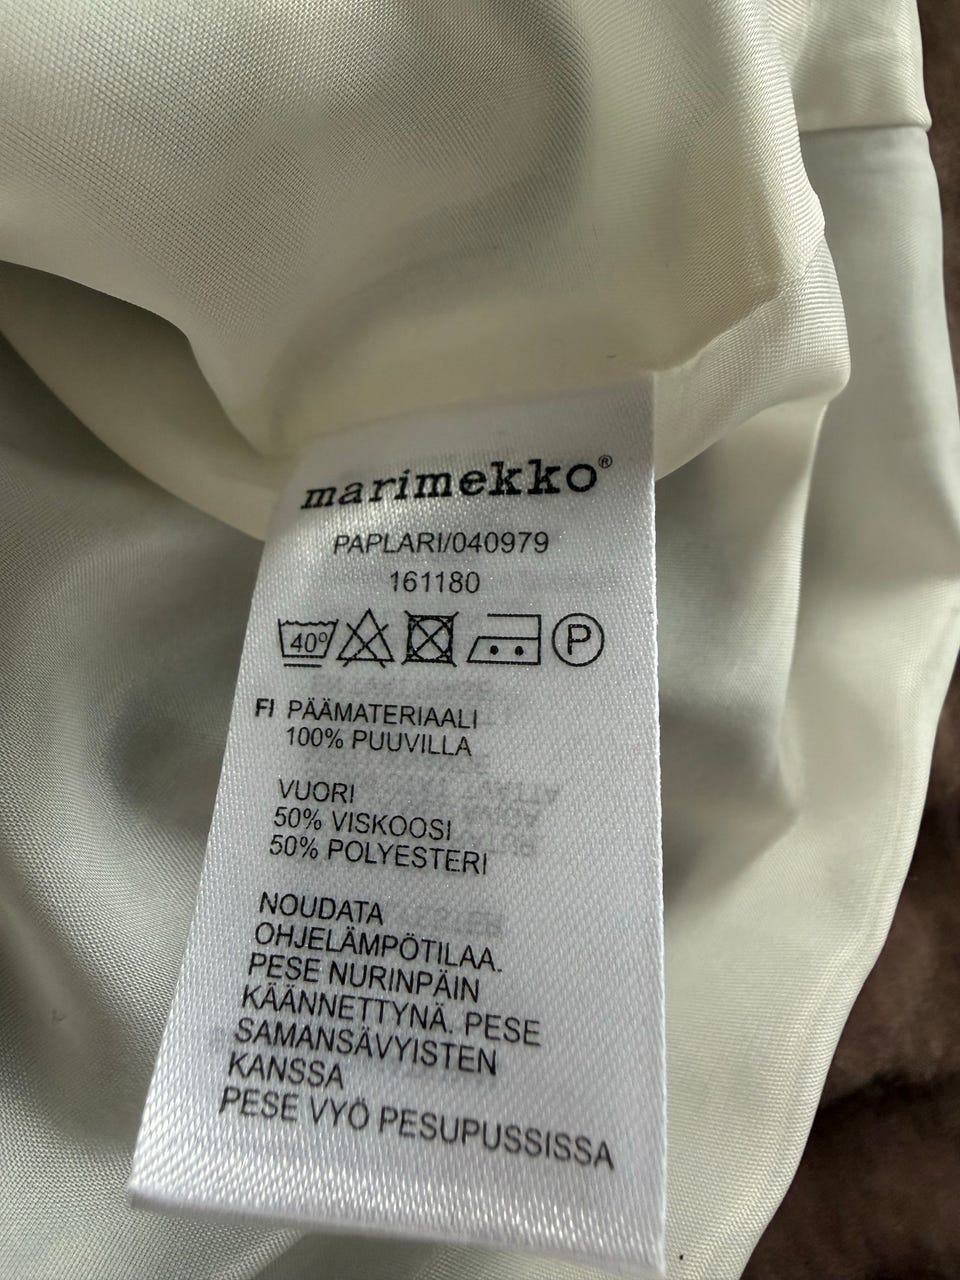 marimekko®
PAPLARI/040979
161180
40° P
FI PÄÄMATERIAALI
100% PUUVILLA
VUORI
50% VISKOOSI
50% POLYESTERI
NOUDATA
OHJELÄMPÖTILAA.
PESE NURINPÄIN
KÄÄNNETTYNÄ. PESE
SAMANSÄVYISTEN
KANSSA
PESE VYÖ PESUPUSSISSA